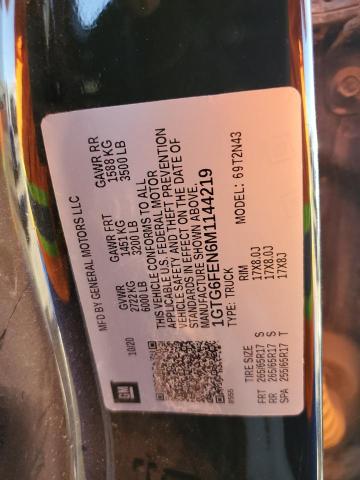 MFD BY GENERAL MOTORS LLC
10/20
GVWR
2722 KG
6000 LB
GAWR FRT
1451 KG
3200 LB
GAWR RR
1588 KG
3500 LB
THIS VEHICLE CONFORMS TO ALL
APPLICABLE U.S. FEDERAL MOTOR
VEHICLE SAFETY AND THEFT PREVENTION
STANDARDS IN EFFECT ON THE DATE OF
MANUFACTURE SHOWN ABOVE.
1GTG6FEN6M1144219
TYPE: TRUCK
MODEL: 69T2N43
GM
TIRE SIZE RIM
FRT 265/65R17 S 17X8.0J
RR 265/65R17 S 17X8.0J
SPA 255/65R17 T 17X8J